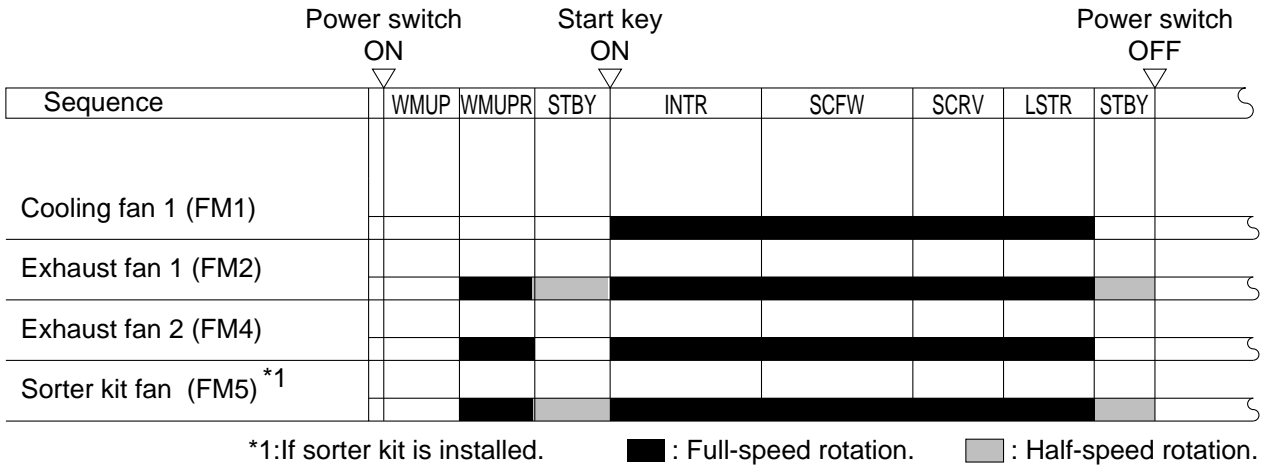 Power switch Start key Power switch
ON ON OFF
Sequence WMUP WMUPR STBY INTR SCFW SCRV LSTR STBY
Cooling fan 1 (FM1)
Exhaust fan 1 (FM2)
Exhaust fan 2 (FM4)
Sorter kit fan (FM5) *1
*1:If sorter kit is installed. : Full-speed rotation. : Half-speed rotation.